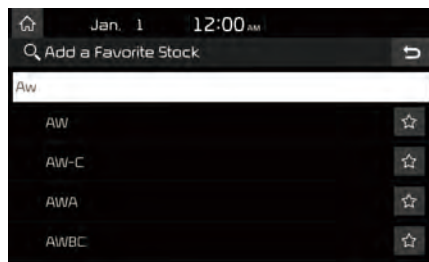 Jan. 1 12:00 AM
Add a Favorite Stock
Aw
AW
AW-C
AWA
AWBC